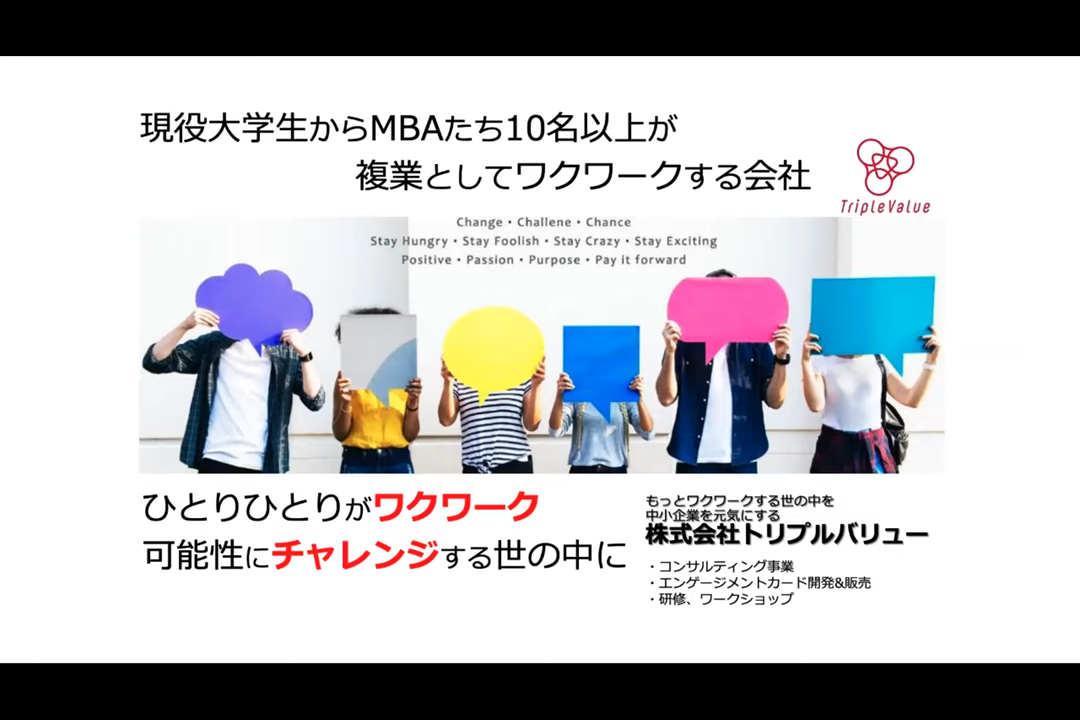 現役大学生からMBAたち10名以上が
複業としてワクワークする会社
TripleValue
Change・Challene・Chance
Stay Hungry・Stay Foolish・Stay Crazy・Stay Exciting
Positive・Passion・Purpose・Pay it forward
ひとりひとりがワクワーク
可能性にチャレンジする世の中に
もっとワクワークする世の中を
中小企業を元気にする
株式会社トリプルバリュー
・コンサルティング事業
・エンゲージメントカード開発&販売
・研修、ワークショップ